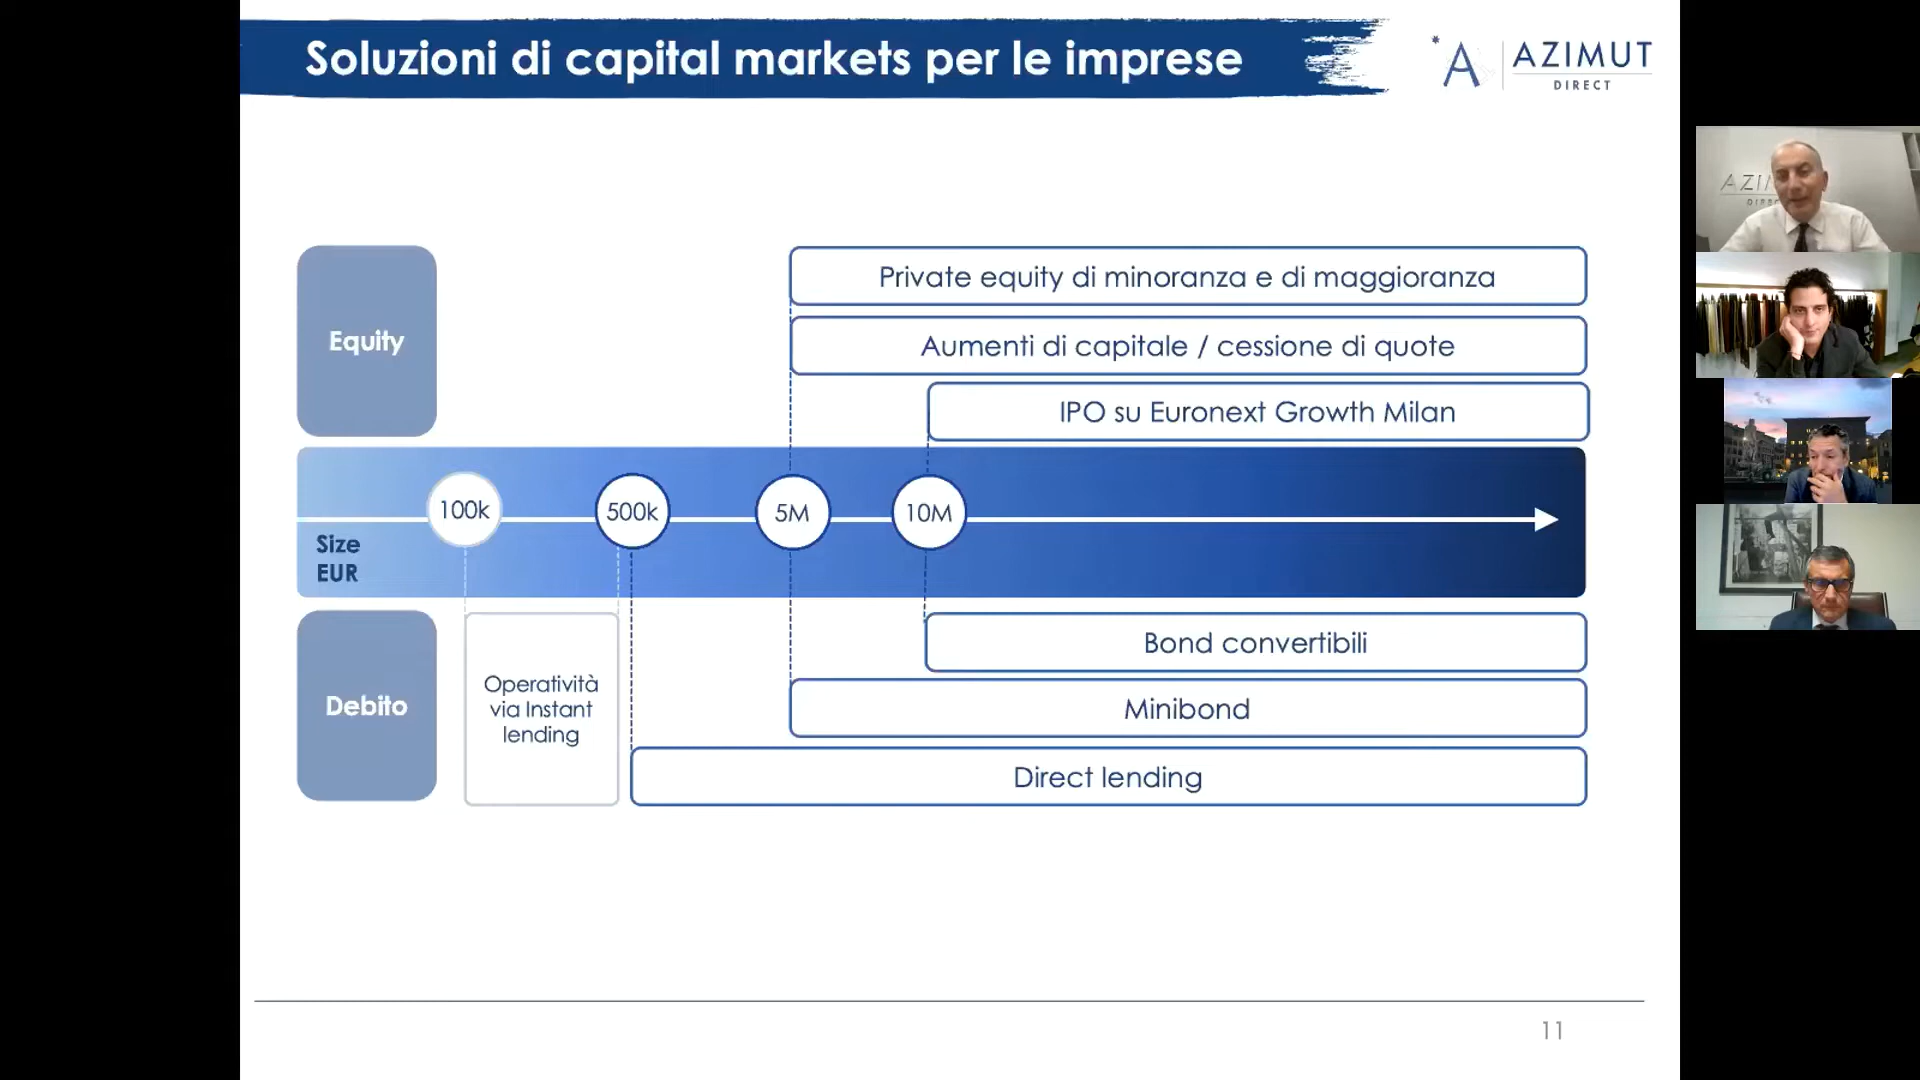 Soluzioni di capital markets per le imprese
AZIMUT
DIRECT
Equity
Private equity di minoranza e di maggioranza
Aumenti di capitale / cessione di quote
IPO su Euronext Growth Milan
100k
500k
5M
10M
Size
EUR
Debito
Operatività
via Instant
lending
Bond convertibili
Minibond
Direct lending
11